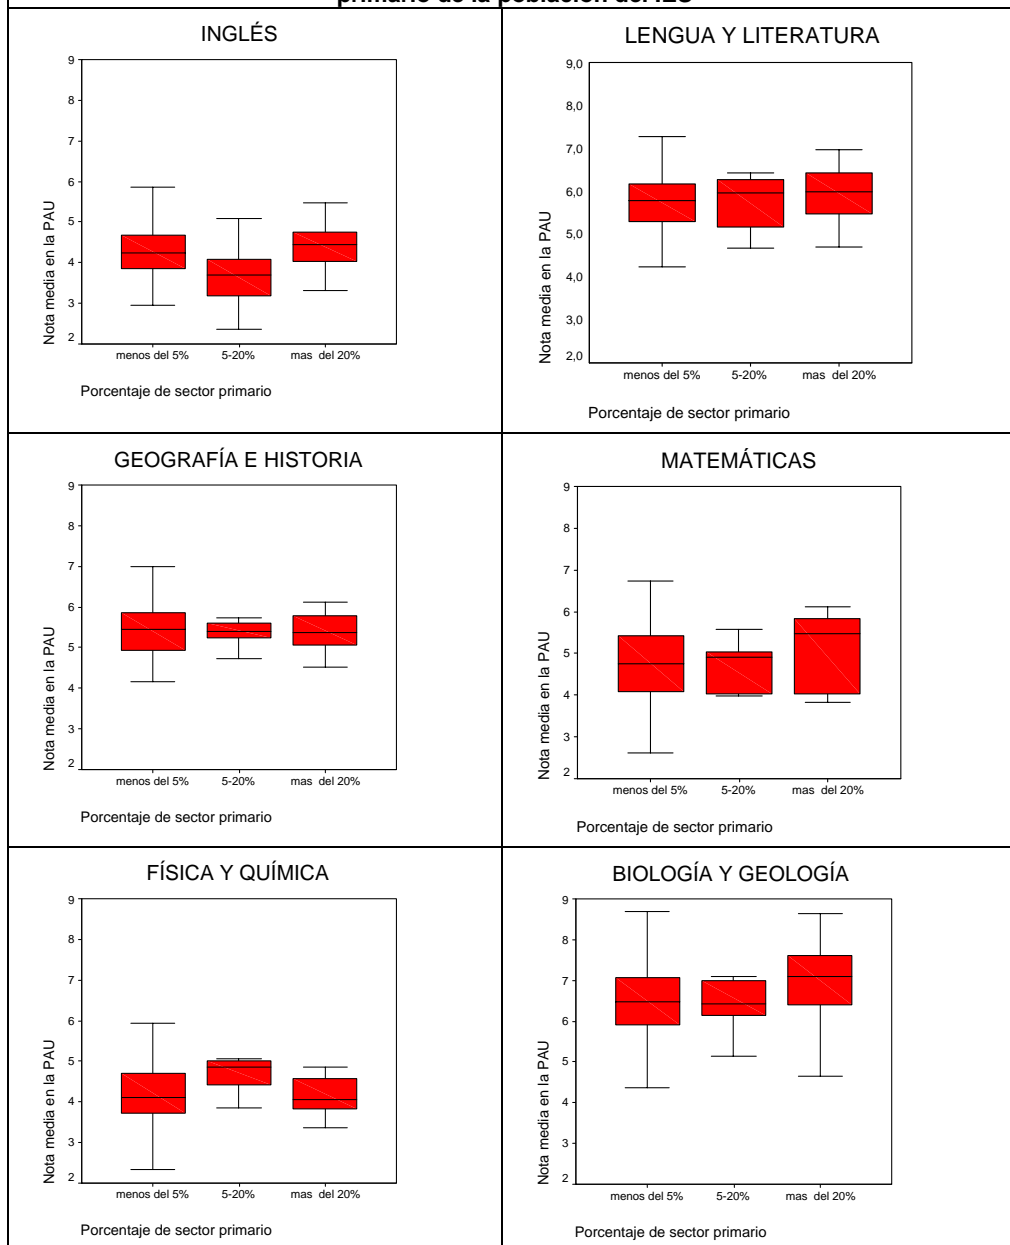 primario de la población del IES
INGLÉS
9
8
7
6
5
4
3
2
Nota media en la PAU
menos del 5% 5-20% mas del 20%
Porcentaje de sector primario
LENGUA Y LITERATURA
9,0
8,0
7,0
6,0
5,0
4,0
3,0
2,0
Nota media en la PAU
menos del 5% 5-20% mas del 20%
Porcentaje de sector primario
GEOGRAFÍA E HISTORIA
9
8
7
6
5
4
3
2
Nota media en la PAU
menos del 5% 5-20% mas del 20%
Porcentaje de sector primario
MATEMÁTICAS
9
8
7
6
5
4
3
2
Nota media en la PAU
menos del 5% 5-20% mas del 20%
Porcentaje de sector primario
FÍSICA Y QUÍMICA
9
8
7
6
5
4
3
2
Nota media en la PAU
menos del 5% 5-20% mas del 20%
Porcentaje de sector primario
BIOLOGÍA Y GEOLOGÍA
9
8
7
6
5
4
3
2
Nota media en la PAU
menos del 5% 5-20% mas del 20%
Porcentaje de sector primario